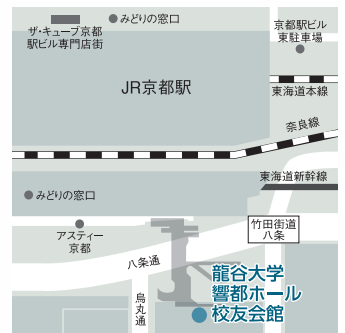 みどりの窓口
ザ・キューブ京都
駅ビル専門店街
京都駅ビル
東駐車場
JR京都駅
東海道本線
奈良線
東海道新幹線
みどりの窓口
竹田街道
八条
アスティー
京都
八条通
烏丸通
龍谷大学
響都ホール
校友会館